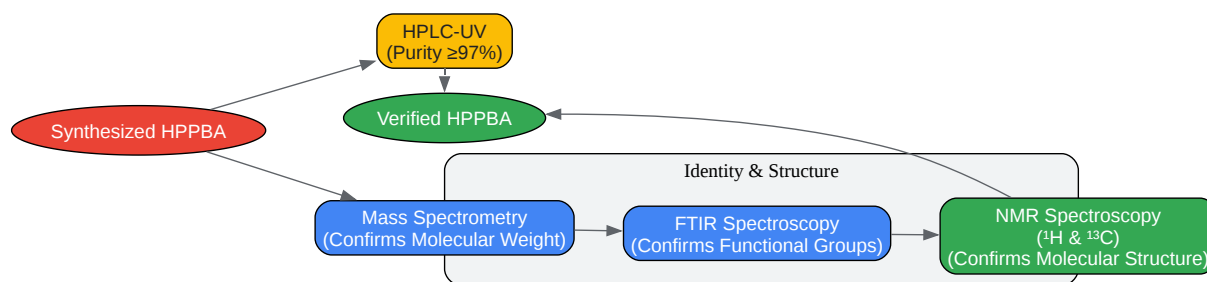 HPLC-UV
(Purity ≥97%)
Synthesized HPPBA
Verified HPPBA
Identity & Structure
Mass Spectrometry
(Confirms Molecular Weight)
FTIR Spectroscopy
(Confirms Functional Groups)
NMR Spectroscopy
(¹H & ¹³C)
(Confirms Molecular Structure)